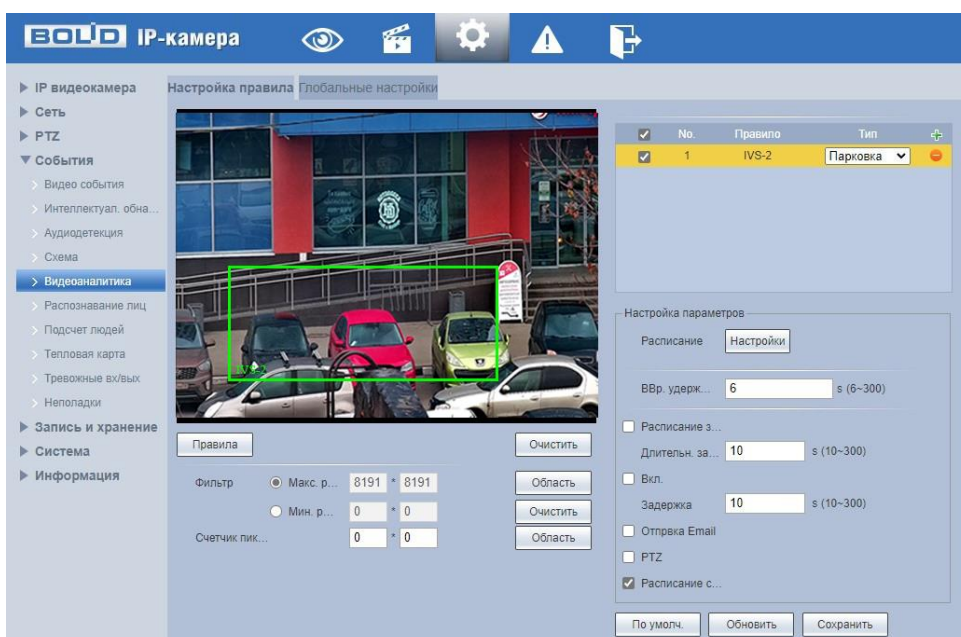 BOLID IP-камера
IP видеокамера
Сеть
PTZ
События
Видео события
Интеллектуал. обна...
Аудиодетекция
Схема
Видеоаналитика
Распознавание лиц
Подсчет людей
Тепловая карта
Тревожные вх/вых
Неполадки
Запись и хранение
Система
Информация
Настройка правила Глобальные настройки
IVS-2
Правила Очистить
Фильтр Макс. р... 8191 * 8191 Область
Мин. р... 0 * 0 Очистить
Счетчик пик... 0 * 0 Область
No. Правило Тип
1 IVS-2 Парковка
Настройка параметров
Расписание Настройки
ВВр. удерж... 6 s (6~300)
Расписание з...
Длительн. за... 10 s (10~300)
Вкл.
Задержка 10 s (10~300)
Отпрвка Email
PTZ
Расписание с...
По умолч. Обновить Сохранить